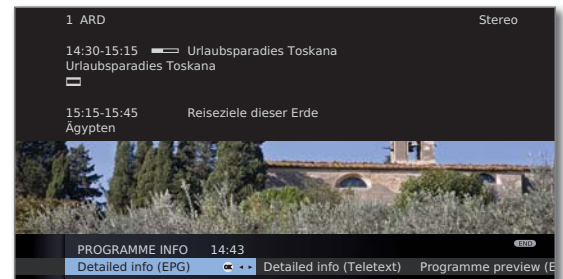 1 ARD Stereo
14:30-15:15 Urlaubsparadies Toskana
Urlaubsparadies Toskana
15:15-15:45 Reiseziele dieser Erde
Ägypten
END
PROGRAMME INFO 14:43
Detailed info (EPG) OK Detailed info (Teletext) Programme preview (E